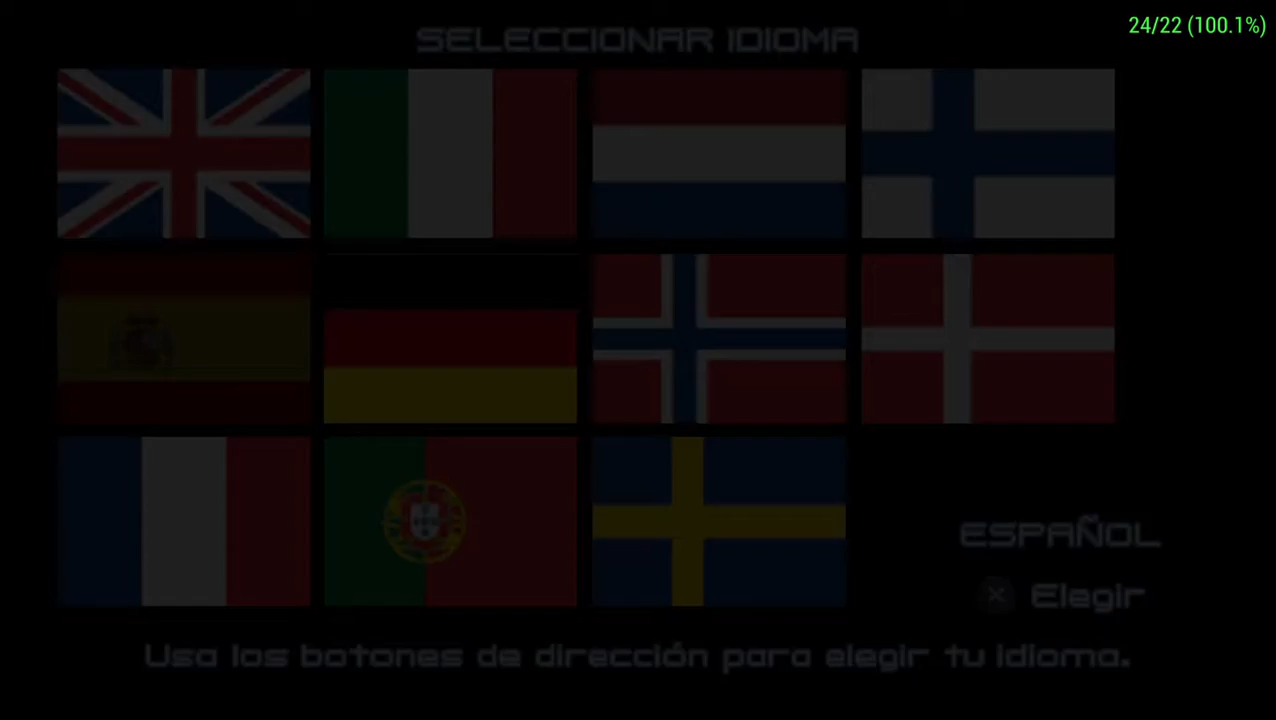 24/22 (100.1%)
SELECCIONAR IDIOMA
ESPAÑOL
Elegir
Usa los botones de dirección para elegir tu idioma.